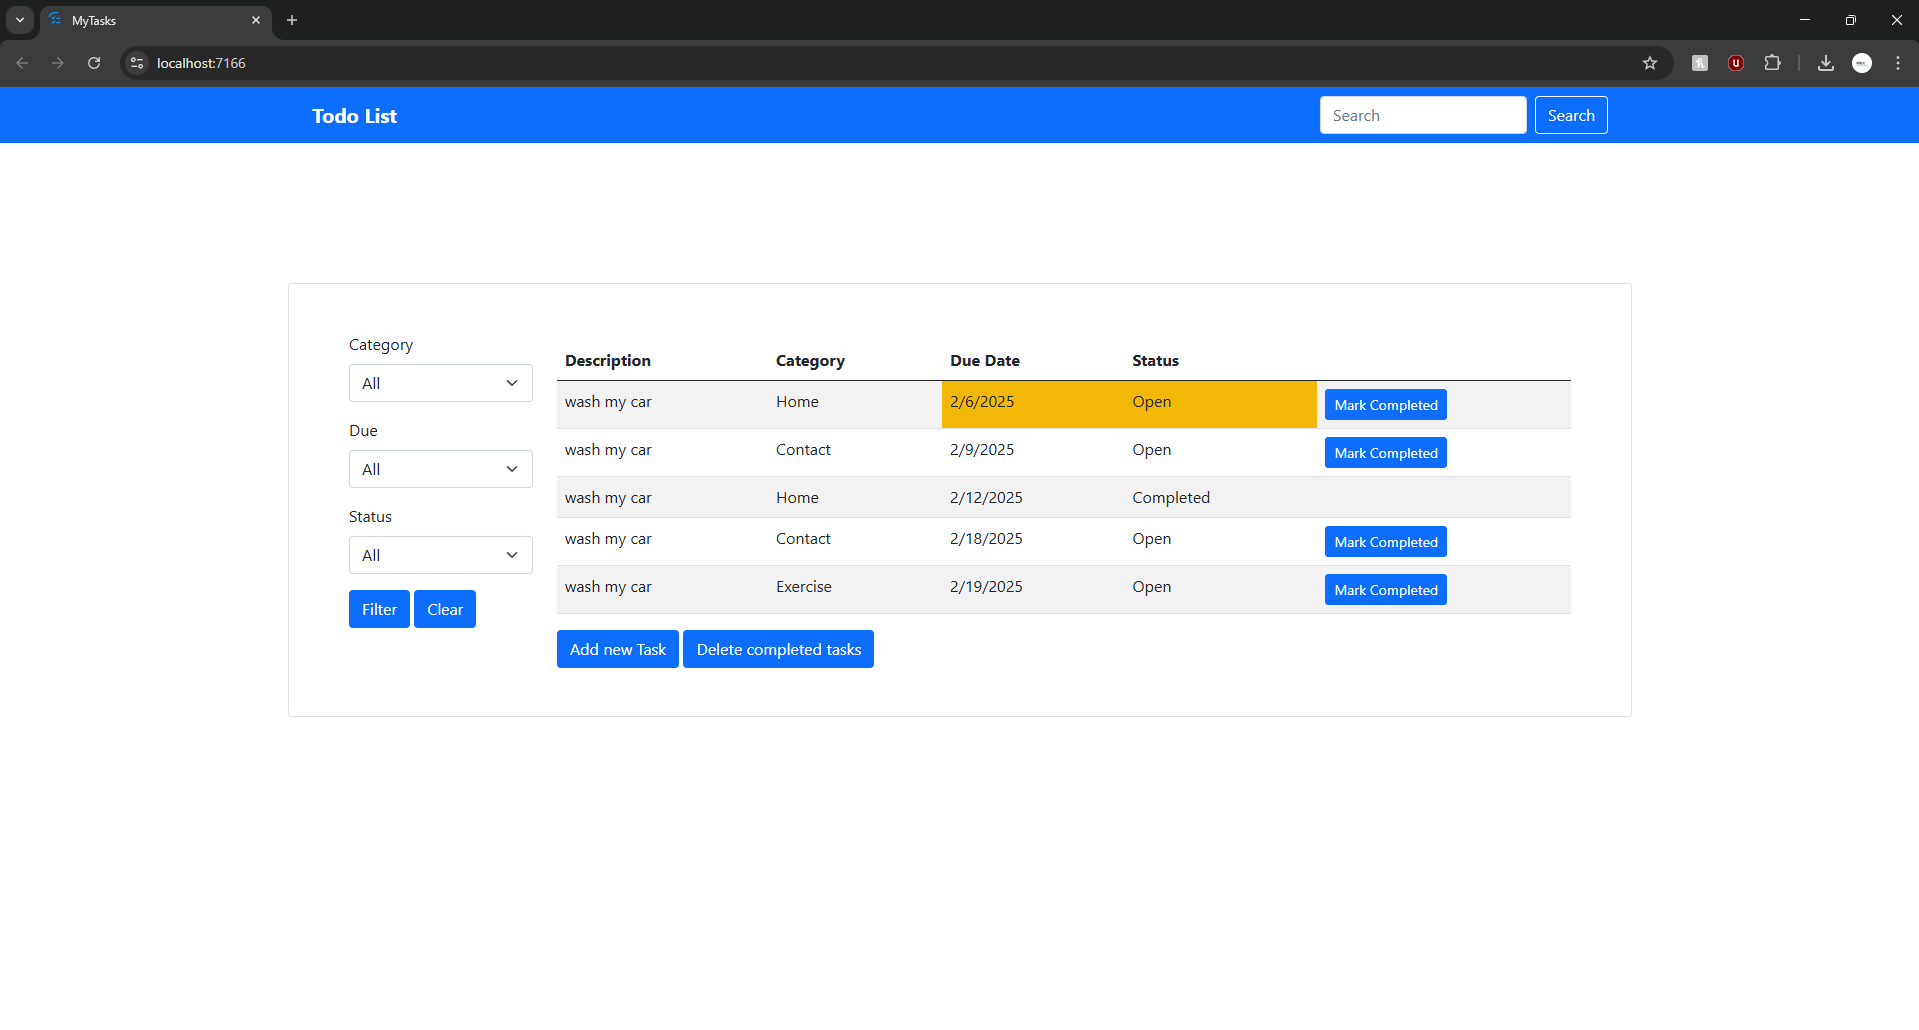 MyTasks
localhost:7166
Todo List
Search Search
Category
All
Due
All
Status
All
Filter Clear
Description Category Due Date Status
wash my car Home 2/6/2025 Open Mark Completed
wash my car Contact 2/9/2025 Open Mark Completed
wash my car Home 2/12/2025 Completed
wash my car Contact 2/18/2025 Open Mark Completed
wash my car Exercise 2/19/2025 Open Mark Completed
Add new Task Delete completed tasks